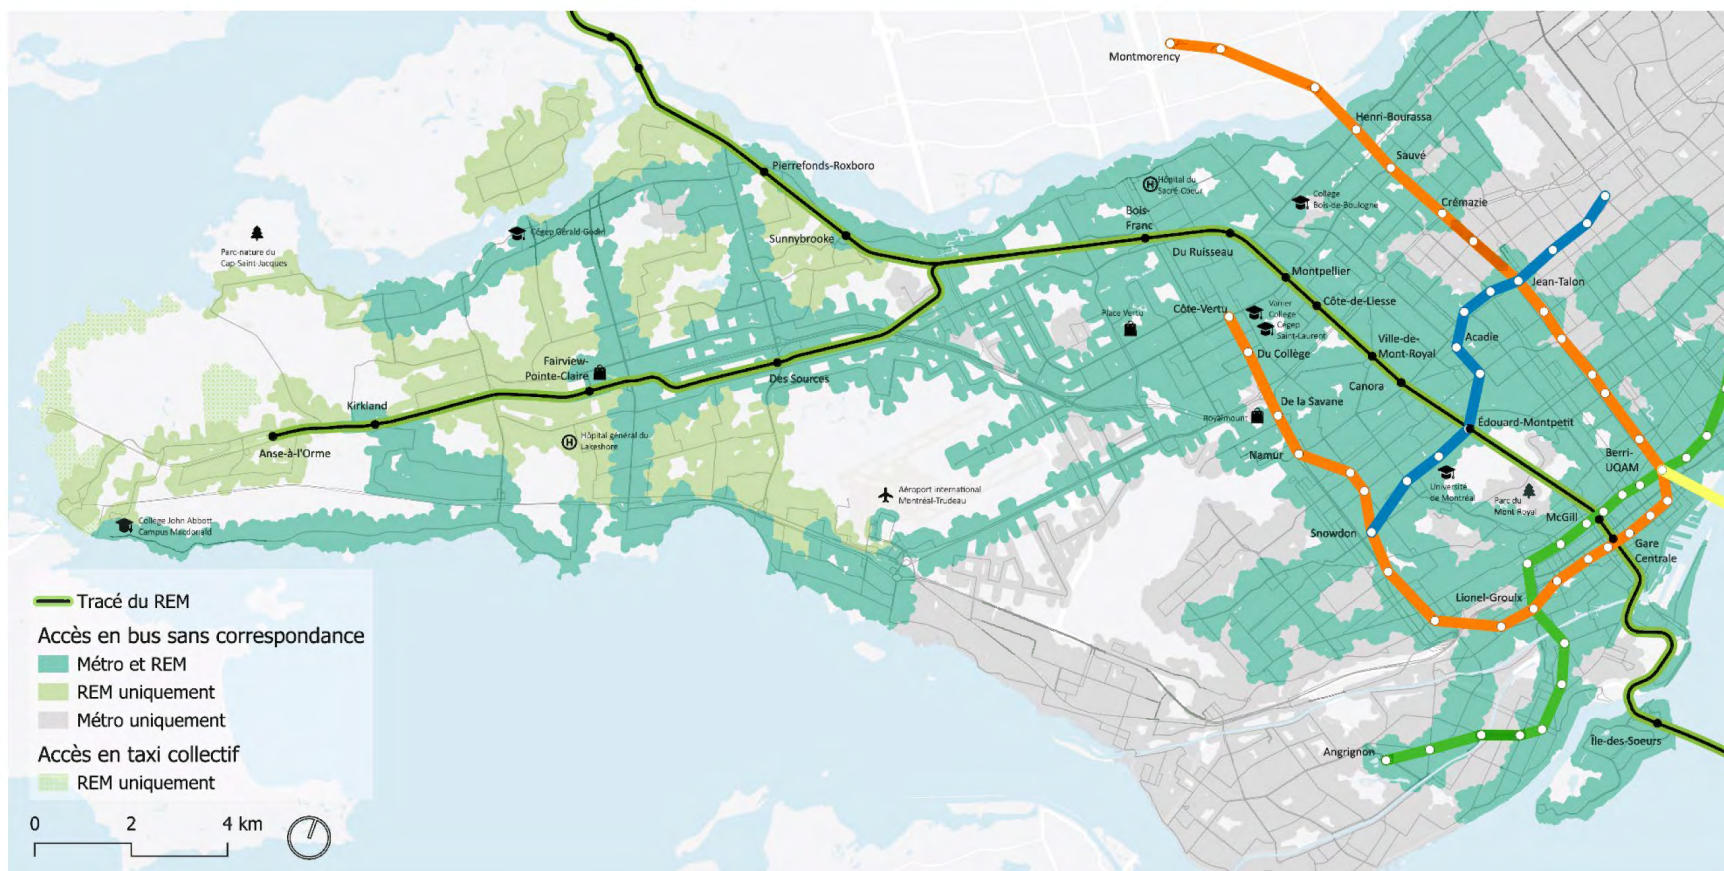 Montmorency
Henri-Bourassa
Sauvé
Crémazie
Pierrefonds-Roxboro
Hôpital du
Sacré-Coeur
Collège
Bois-de-Boulogne
Bois-
Franc
Cégep Gérald-Godin
Sunnybrooke
Parc-nature du
Cap-Saint-Jacques
Du Ruisseau
Montpellier
Jean-Talon
Côte-de-Liesse
Côte-Vertu
Vanier
College
Cégep
Saint-Laurent
Place Vertu
Acadie
Ville-de-
Mont-Royal
Du Collège
Fairview-
Pointe-Claire
Des Sources
Canora
Kirkland
De la Savane
Royalmount
Édouard-Montpetit
Anse-à-l'Orme
Hôpital général du
Lakeshore
Namur
Berri-
UQAM
Aéroport international
Montréal-Trudeau
Université
de Montréal
Parc du
Mont Royal
Collège John Abbott
Campus Macdonald
McGill
Snowdon
Gare
Centrale
Lionel-Groulx
Angrignon
Île-des-Soeurs
Tracé du REM
Accès en bus sans correspondance
Métro et REM
REM uniquement
Métro uniquement
Accès en taxi collectif
REM uniquement
0 2 4 km